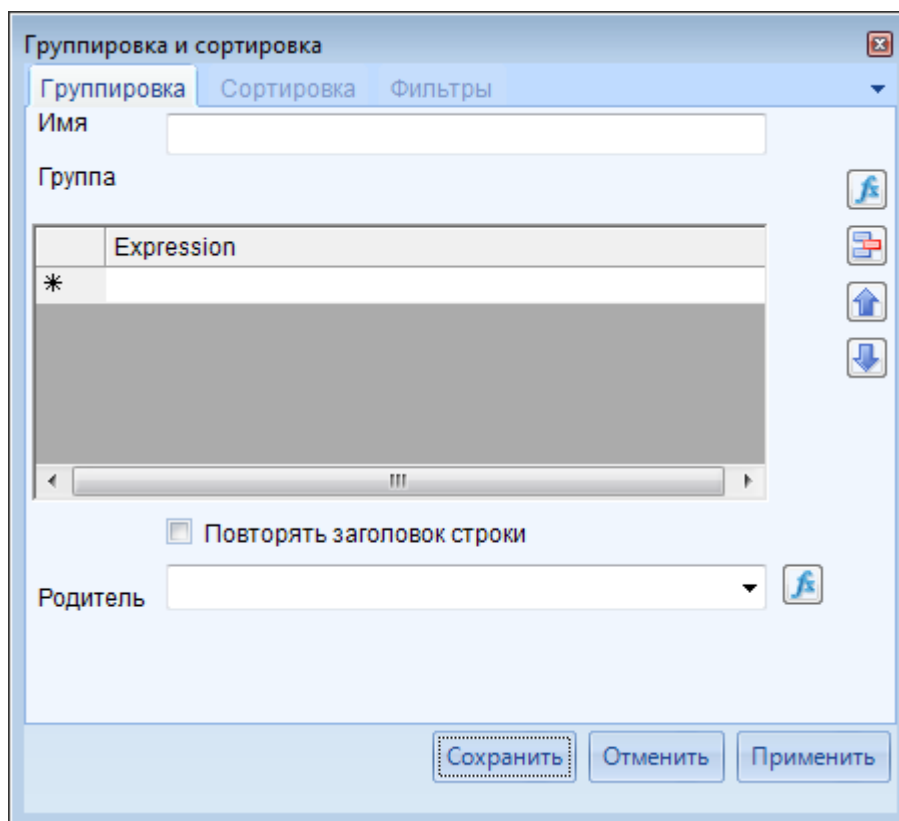 Группировка и сортировка
Группировка Сортировка Фильтры
Имя
Группа
Expression
Повторять заголовок строки
Родитель
Сохранить Отменить Применить